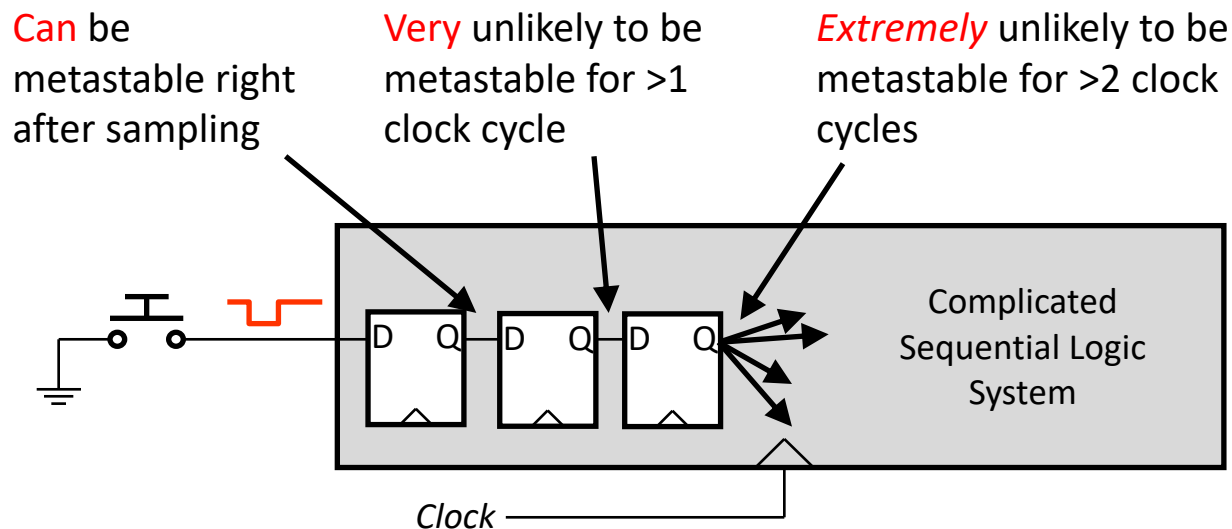 Can be
metastable right
after sampling
Very unlikely to be
metastable for >1
clock cycle
Extremely unlikely to be
metastable for >2 clock
cycles
D Q D Q D Q
Complicated
Sequential Logic
System
Clock